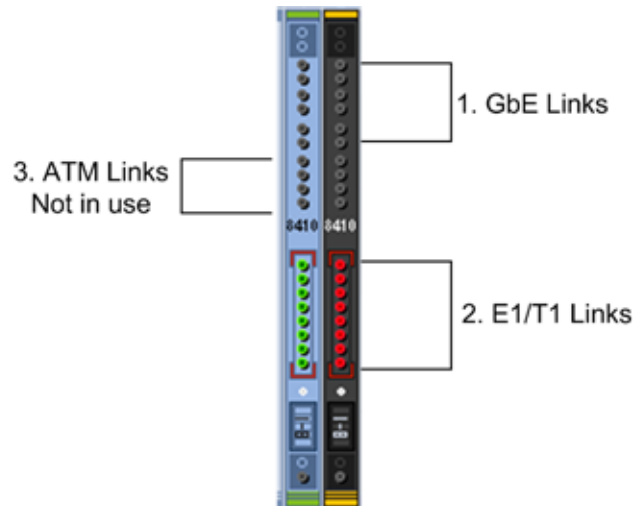 1. GbE Links
3. ATM Links
Not in use
8410 8410
2. E1/T1 Links